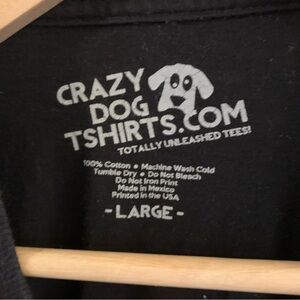 CRAZY
DOG
TSHIRTS.COM
TOTALLY UNLEASHED TEES!
100% Cotton • Machine Wash Cold
Tumble Dry • Do Not Bleach
Do Not Iron Print
Made in Mexico
Printed in the USA
- LARGE -